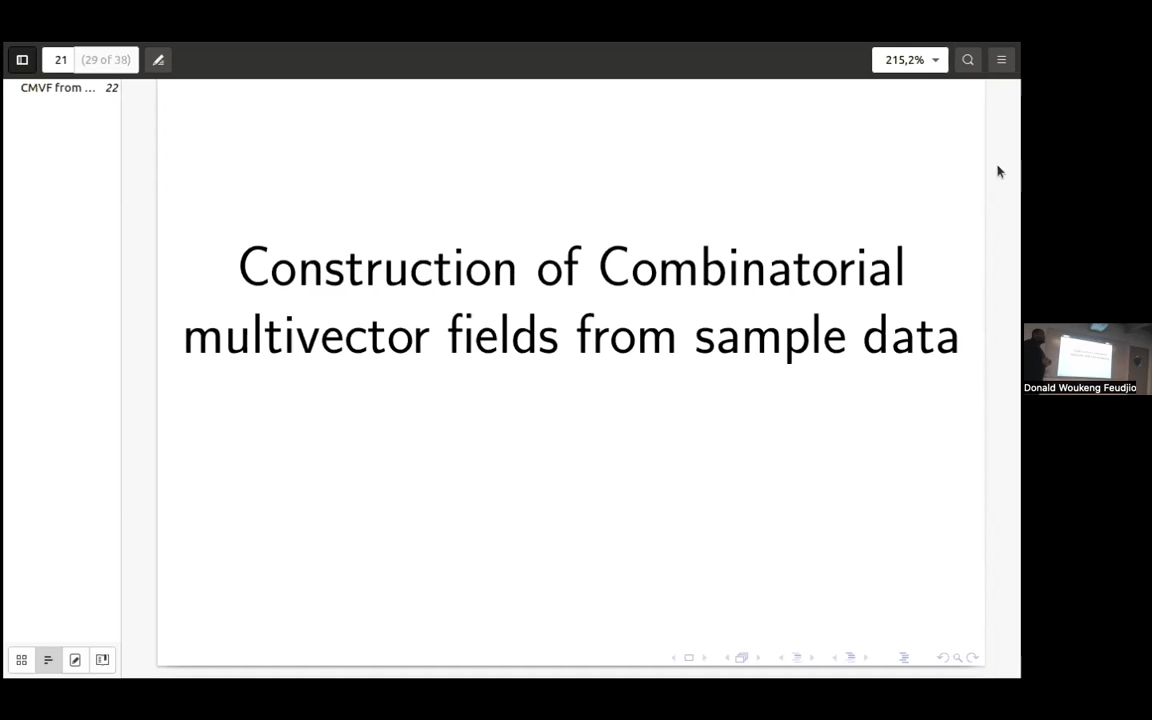 21 (29 of 38)
215,2%
CMVF from ... 22
Construction of Combinatorial
multivector fields from sample data
Donald Woukeng Feudjio